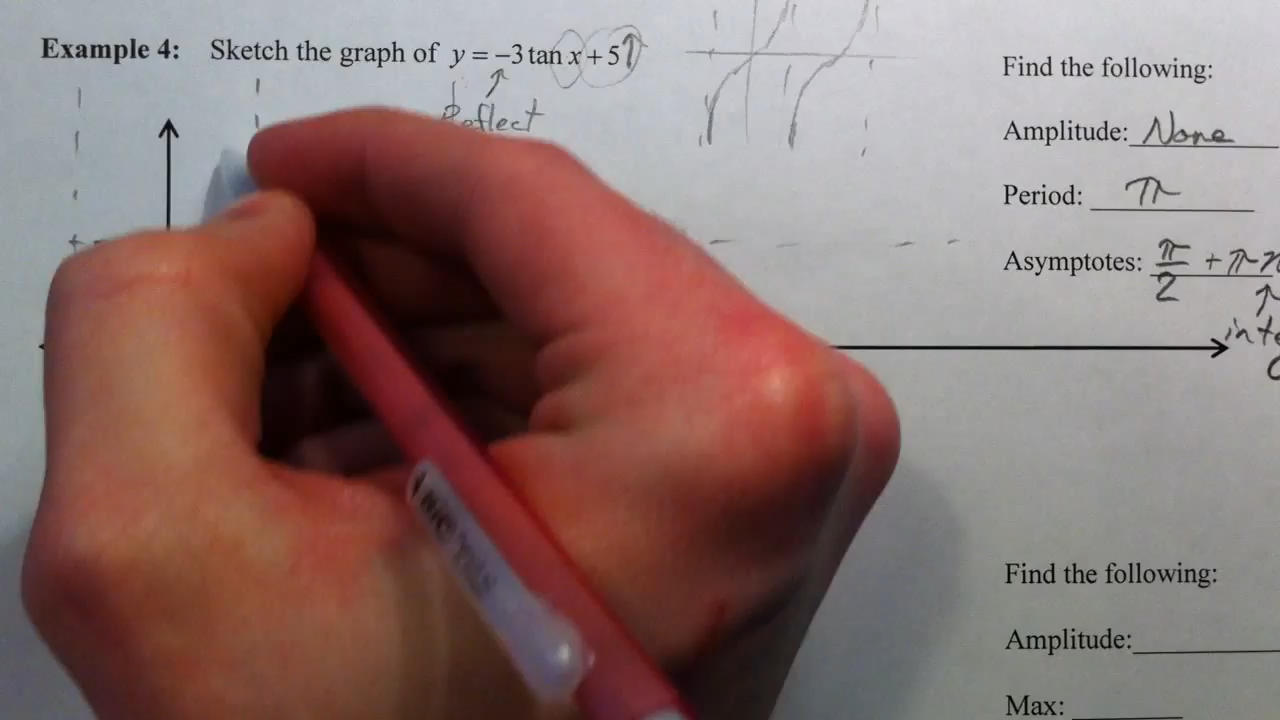 Example 4: Sketch the graph of y = −3 tan x + 5↑
Reflect
Find the following:
Amplitude: None
Period: π
Asymptotes: π/2 + πn
↑
Find the following:
Amplitude:
Max: